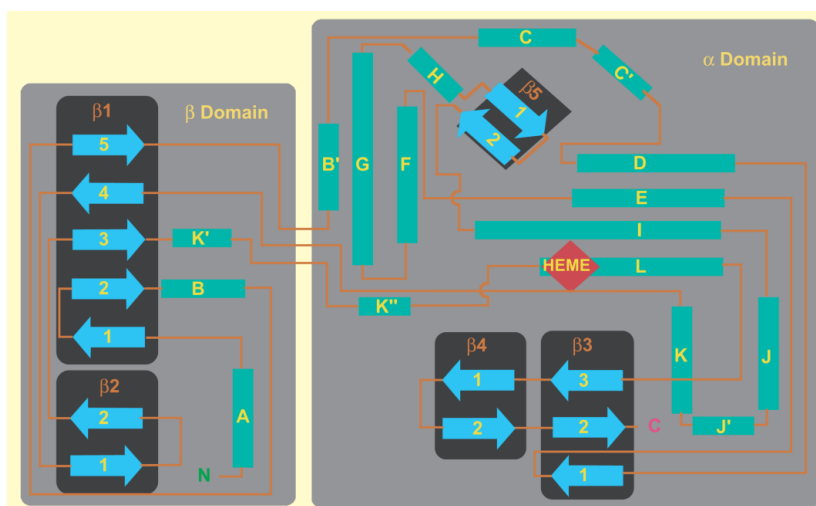 β Domain
β1
5
4
3
2
1
K'
B
β2
2
1
A
N
α Domain
C
C'
H
β5
1
2
B'
G
F
D
E
I
HEME
L
K''
K
J
J'
β4
1
2
β3
3
2
1
C